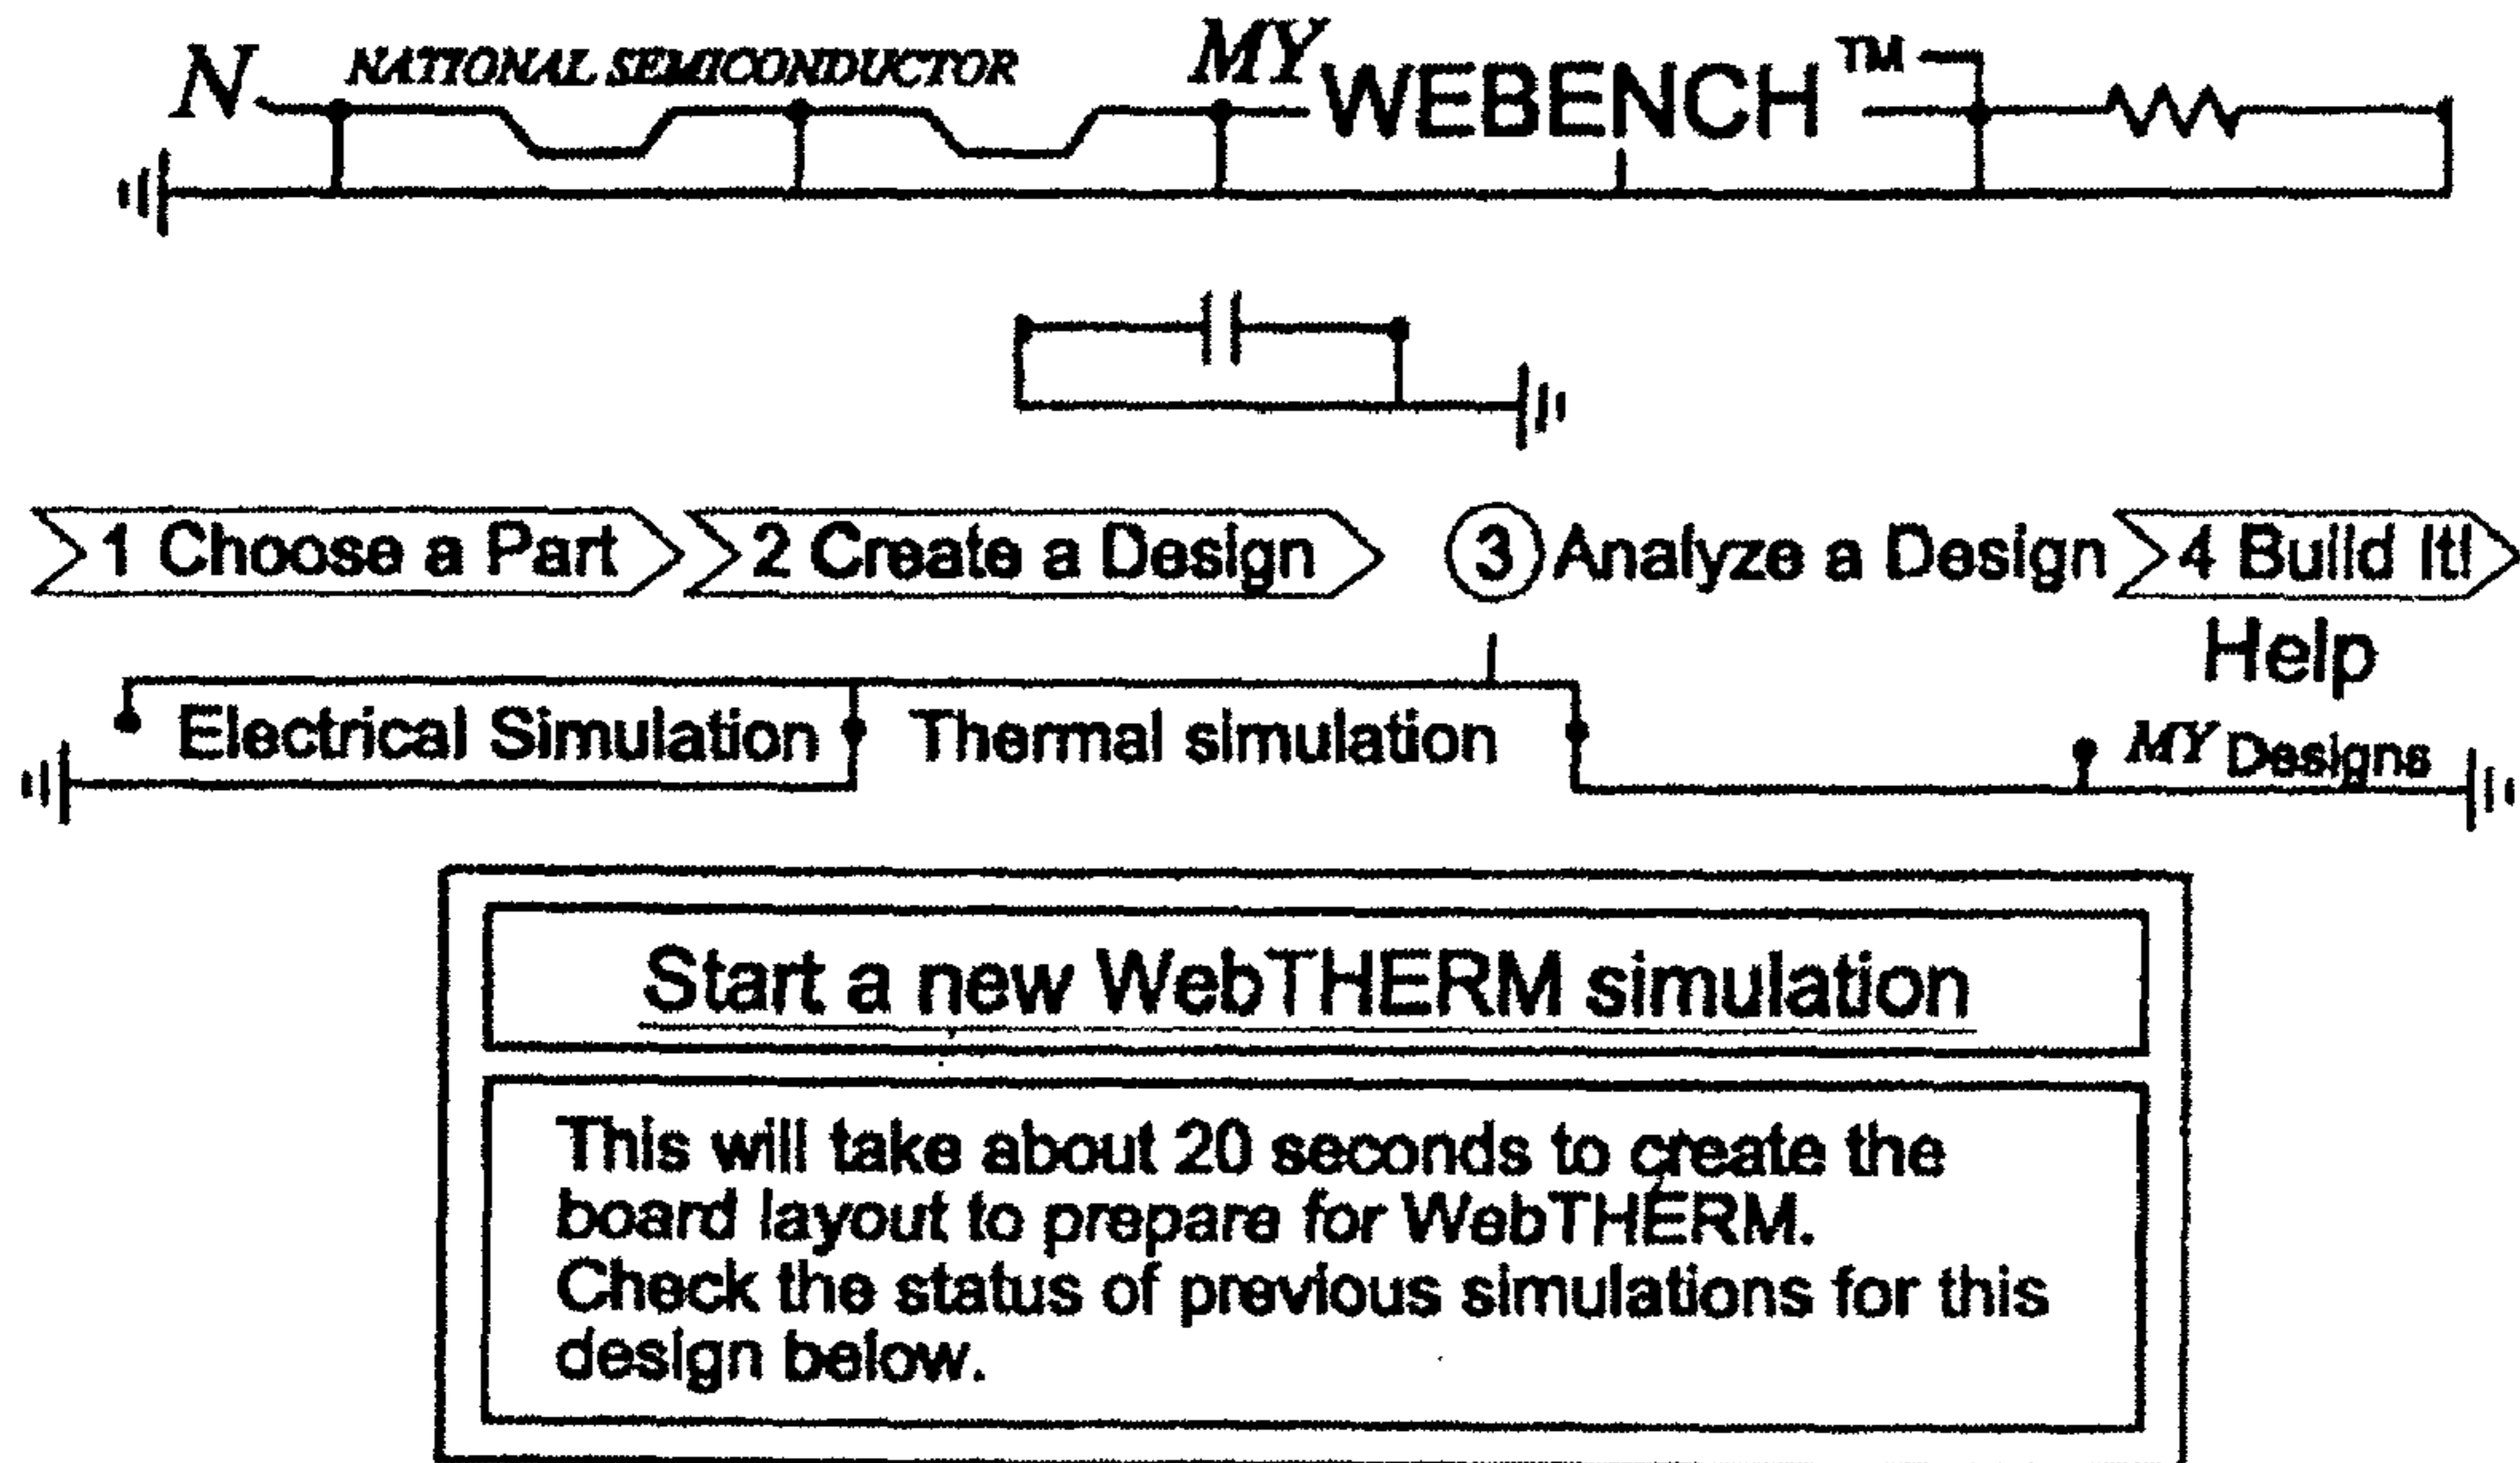 N NATIONAL SEMICONDUCTOR MY WEBENCH TM
1 Choose a Part 2 Create a Design 3 Analyze a Design 4 Build It!
Help
Electrical Simulation Thermal simulation MY Designs
Start a new WebTHERM simulation
This will take about 20 seconds to create the
board layout to prepare for WebTHERM.
Check the status of previous simulations for this
design below.